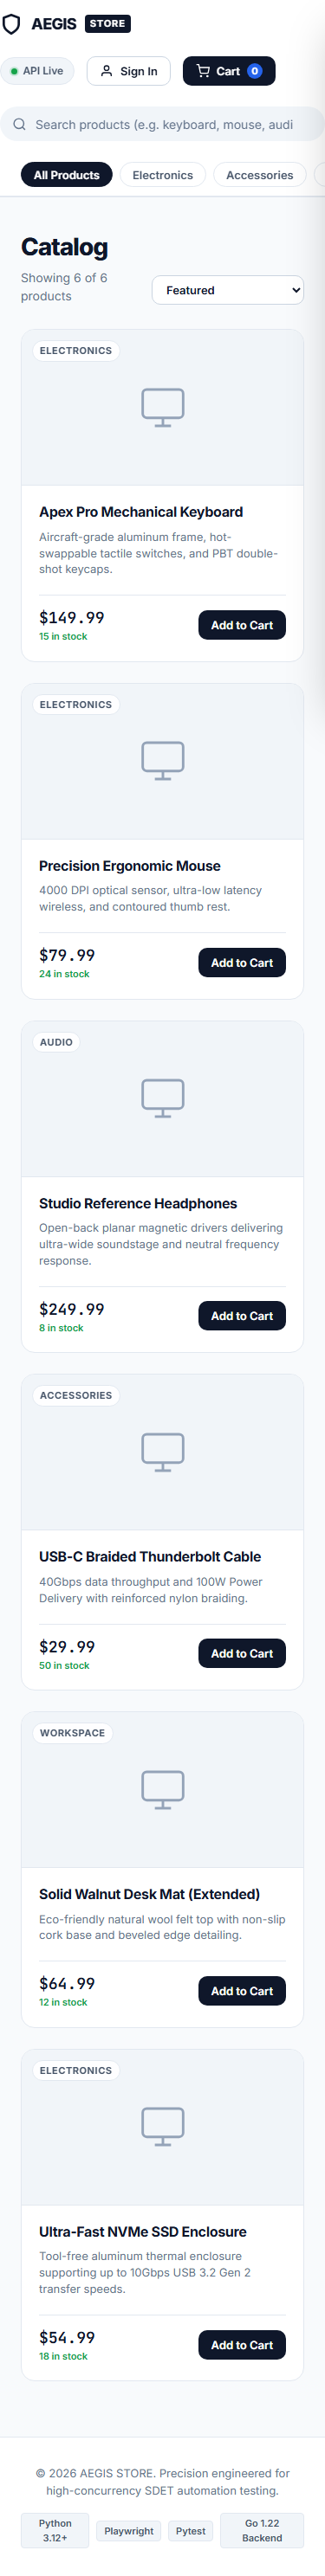 AEGIS STORE
API Live
Sign In
Cart 0
Search products (e.g. keyboard, mouse, audi
All Products
Electronics
Accessories
Catalog
Showing 6 of 6
products
Featured
ELECTRONICS
Apex Pro Mechanical Keyboard
Aircraft-grade aluminum frame, hot-
swappable tactile switches, and PBT double-
shot keycaps.
$149.99
15 in stock
Add to Cart
ELECTRONICS
Precision Ergonomic Mouse
4000 DPI optical sensor, ultra-low latency
wireless, and contoured thumb rest.
$79.99
24 in stock
Add to Cart
AUDIO
Studio Reference Headphones
Open-back planar magnetic drivers delivering
ultra-wide soundstage and neutral frequency
response.
$249.99
8 in stock
Add to Cart
ACCESSORIES
USB-C Braided Thunderbolt Cable
40Gbps data throughput and 100W Power
Delivery with reinforced nylon braiding.
$29.99
50 in stock
Add to Cart
WORKSPACE
Solid Walnut Desk Mat (Extended)
Eco-friendly natural wool felt top with non-slip
cork base and beveled edge detailing.
$64.99
12 in stock
Add to Cart
ELECTRONICS
Ultra-Fast NVMe SSD Enclosure
Tool-free aluminum thermal enclosure
supporting up to 10Gbps USB 3.2 Gen 2
transfer speeds.
$54.99
18 in stock
Add to Cart
© 2026 AEGIS STORE. Precision engineered for
high-concurrency SDET automation testing.
Python
3.12+
Playwright
Pytest
Go 1.22
Backend